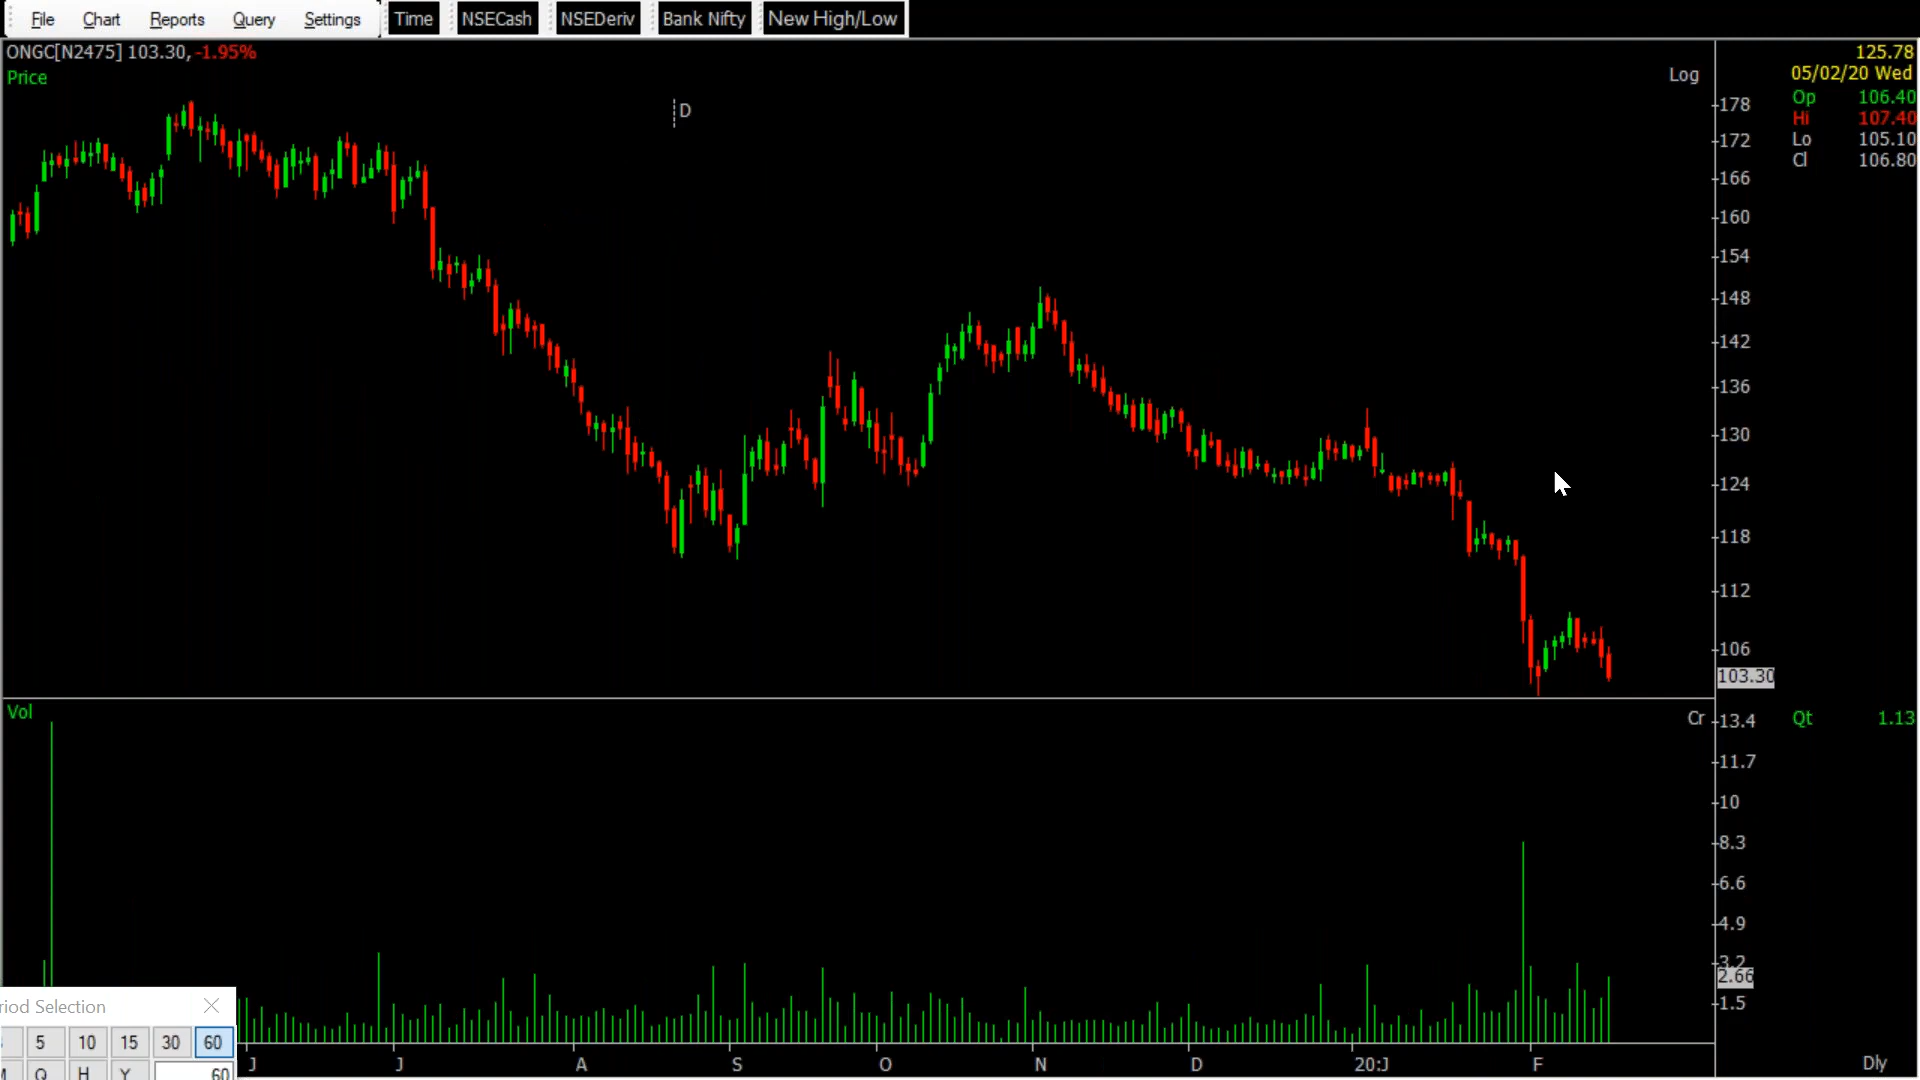 File Chart Reports Query Settings Time NSECash NSEDeriv Bank Nifty New High/Low
ONGC[N2475] 103.30, -1.95%
Price
D
Log
178
172
166
160
154
148
142
136
130
124
118
112
106
103.30
125.78
05/02/20 Wed
Op 106.40
Hi 107.40
Lo 105.10
Cl 106.80
Vol
Cr
13.4
11.7
10
8.3
6.6
4.9
3.2
2.66
1.5
Qt 1.13
riod Selection
5 10 15 30 60
Q H Y 60
J J A S O N D 20:J F
Dly